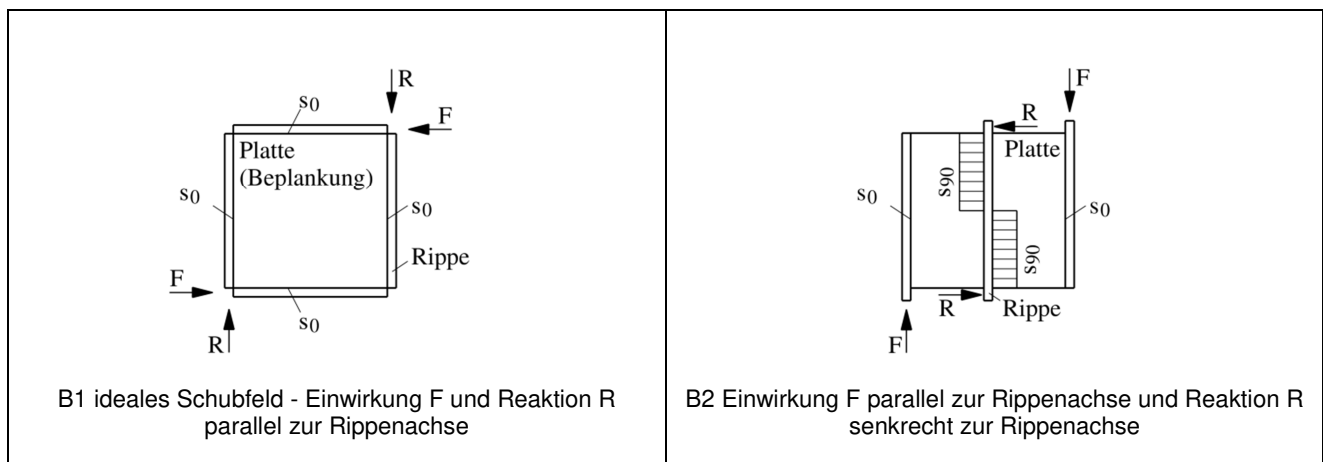 R
s0
F
Platte
(Beplankung)
s0
s0
Rippe
F
s0
R
B1 ideales Schubfeld - Einwirkung F und Reaktion R
parallel zur Rippenachse
F
R
Platte
s90
s0
s0
s90
R
Rippe
F
B2 Einwirkung F parallel zur Rippenachse und Reaktion R
senkrecht zur Rippenachse